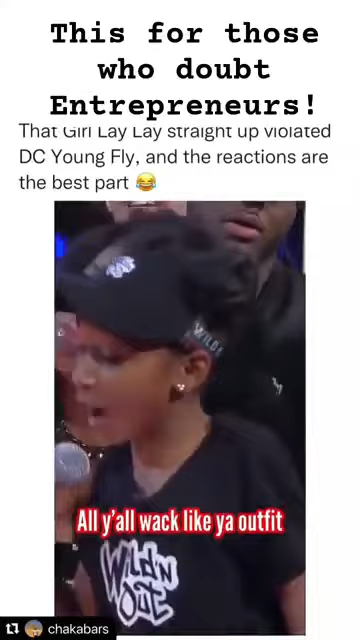 This for those
who doubt
Entrepreneurs!
That Girl Lay Lay straight up violated
DC Young Fly, and the reactions are
the best part 😂
WILD
All y'all wack like ya outfit
Wild'n
Out
chakabars